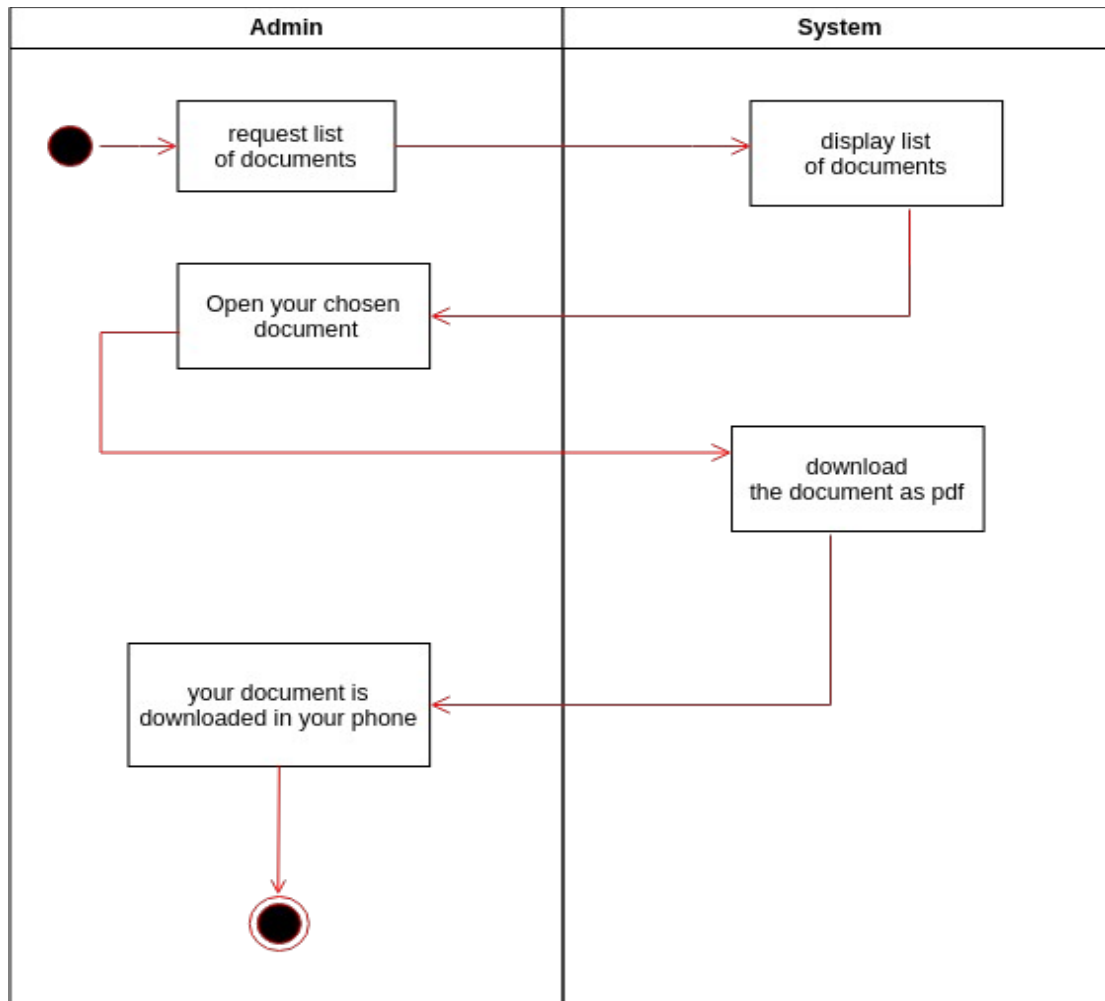 Admin
System
request list
of documents
display list
of documents
Open your chosen
document
download
the document as pdf
your document is
downloaded in your phone